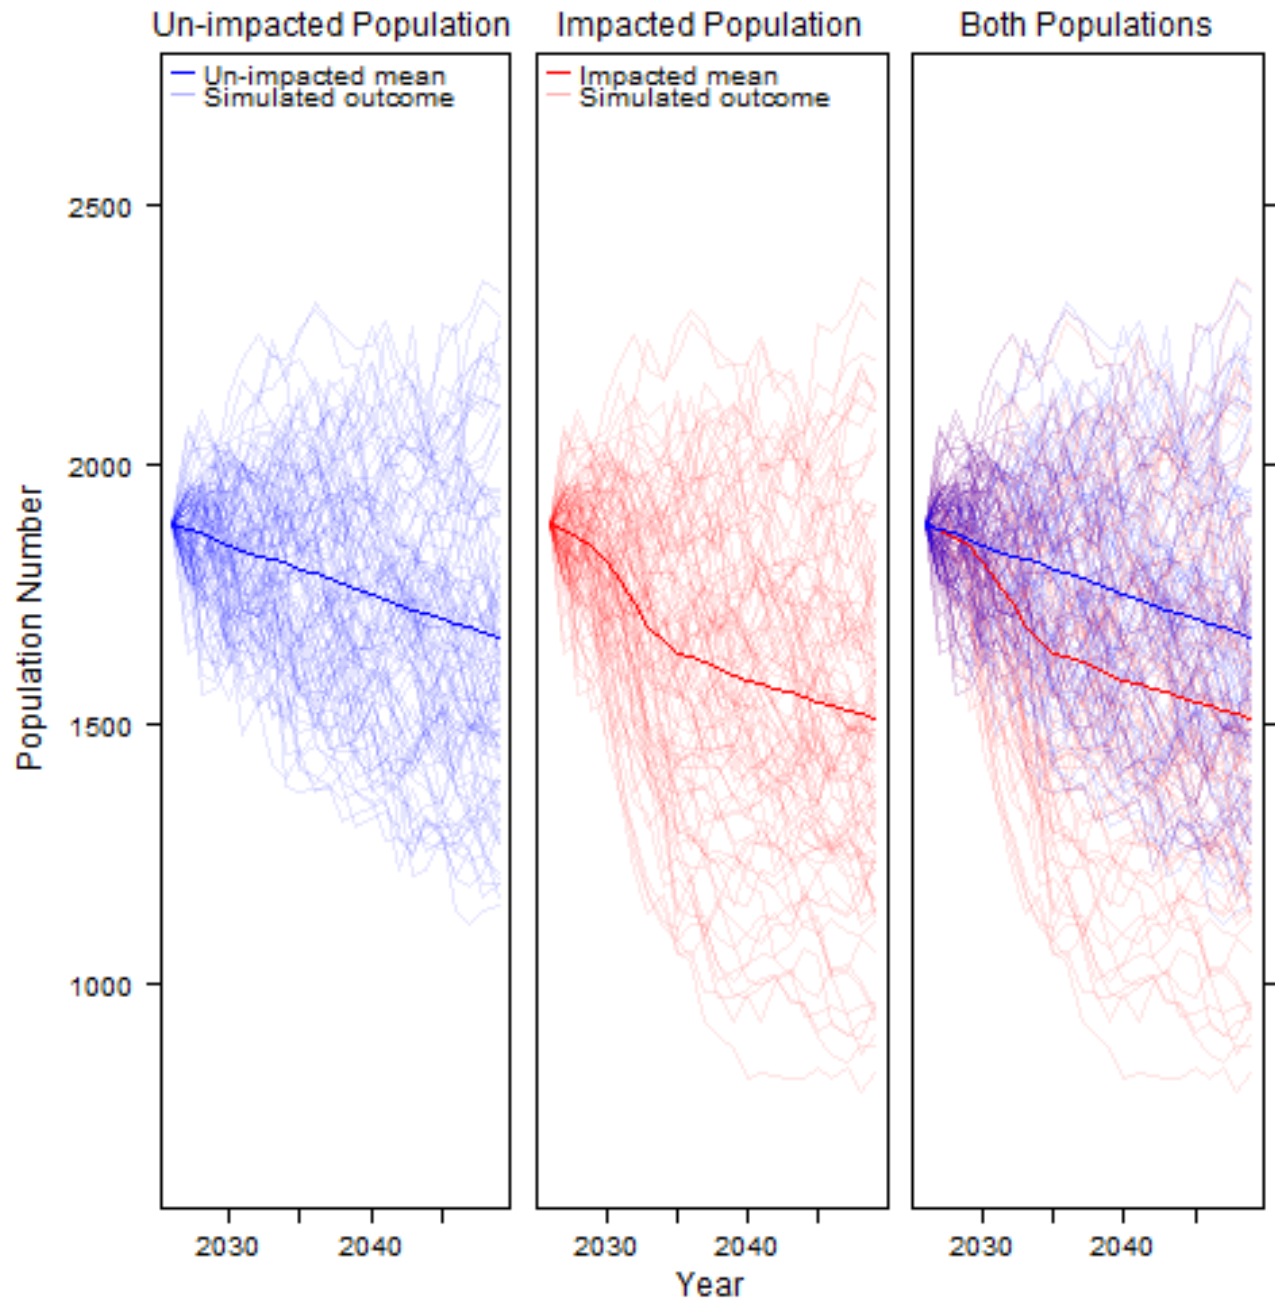 Un-impacted Population
Impacted Population
Both Populations
Un-impacted mean
Simulated outcome
Impacted mean
Simulated outcome
2500
2000
1500
1000
Population Number
2030
2040
2030
2040
2030
2040
Year